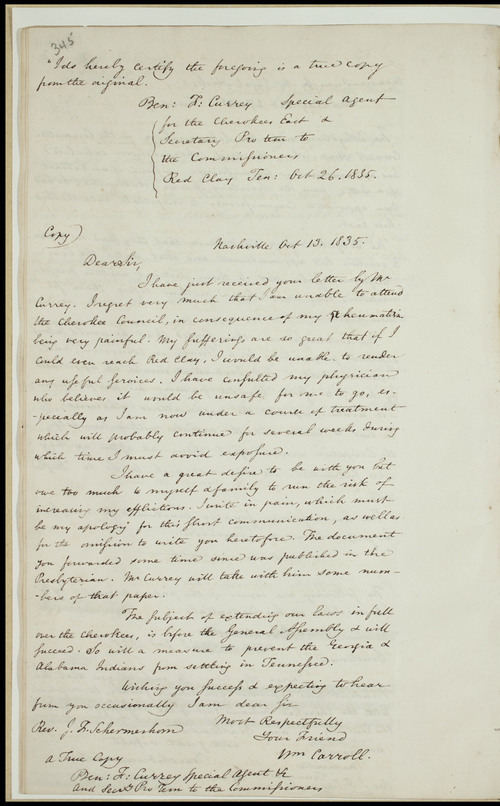 345
"I do hereby certify the foregoing is a true copy
from the original.
Ben: F: Currey Special Agent
for the Cherokees East &
Secretary Pro tem to
the Commissioners
Red Clay Ten: Oct 26. 1835.
Copy)
Nashville Oct 13. 1835.
Dear Sir,
I have just received your letter by Mr
Currey. I regret very much that I am unable to attend
the Cherokee Council, in consequence of my Rheumatism
being very painful. My sufferings are so great that if I
could even reach Red Clay, I would be unable to render
any useful services. I have consulted my physician
who believes it would be unsafe for me to go, es-
-pecially as I am now under a course of treatment
which will probably continue for several weeks during
which time I must avoid exposure.
I have a great desire to be with you but
owe too much to myself & family to run the risk of
increasing my afflictions. I write in pain, which must
be my apology for this short communication, as well as
for the omission to write you heretofore. The document
you forwarded some time since was published in the
Presbyterian. Mr Currey will take with him some num-
-bers of that paper.
The subject of extending our laws in full
over the Cherokees, is before the General Assembly & will
succeed. So will a measure to prevent the Georgia &
Alabama Indians from settling in Tennessee.
Wishing you success & expecting to hear
from you occasionally I am dear Sir
Most Respectfully
Your Friend
Rev. J. F. Schermerhorn
Wm Carroll.
A True Copy
Ben: F: Currey Special Agent &c
and Secy Pro Tem to the Commissioners